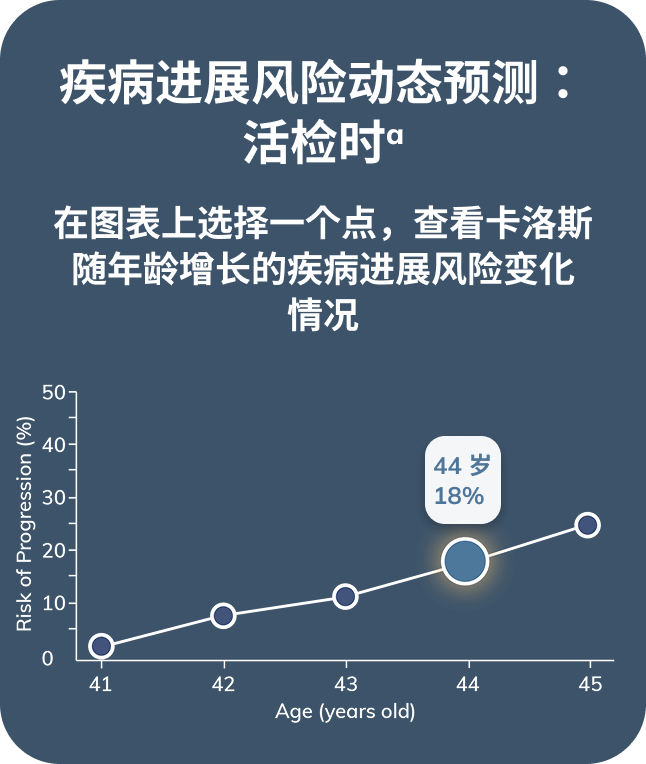 疾病进展风险动态预测：
活检时ᵃ
在图表上选择一个点，查看卡洛斯
随年龄增长的疾病进展风险变化
情况
50
40
30
20
10
0
Risk of Progression (%)
44 岁
18%
41 42 43 44 45
Age (years old)